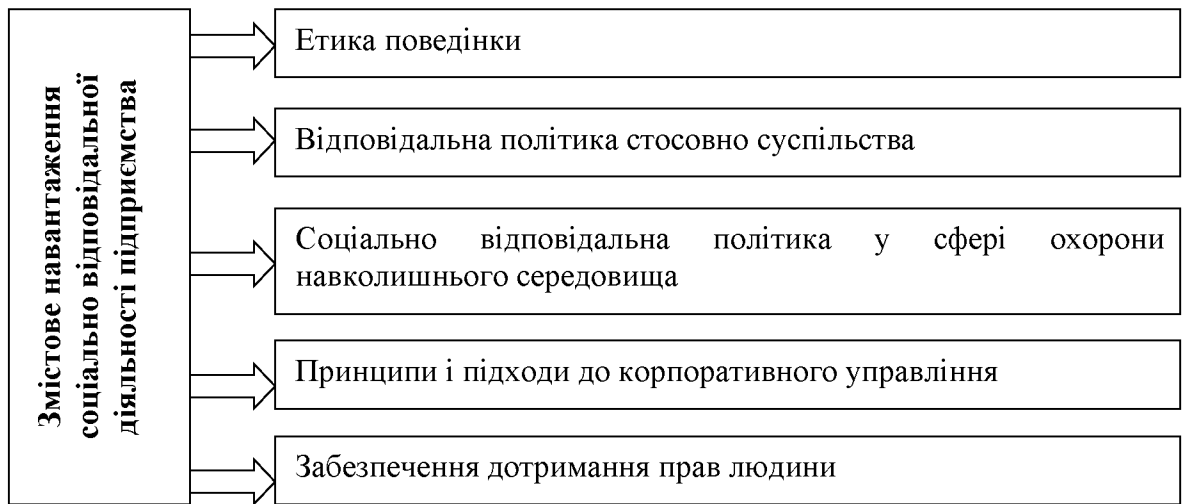 Змістове навантаження
соціально відповідальної
діяльності підприємства
Етика поведінки
Відповідальна політика стосовно суспільства
Соціально відповідальна політика у сфері охорони
навколишнього середовища
Принципи і підходи до корпоративного управління
Забезпечення дотримання прав людини